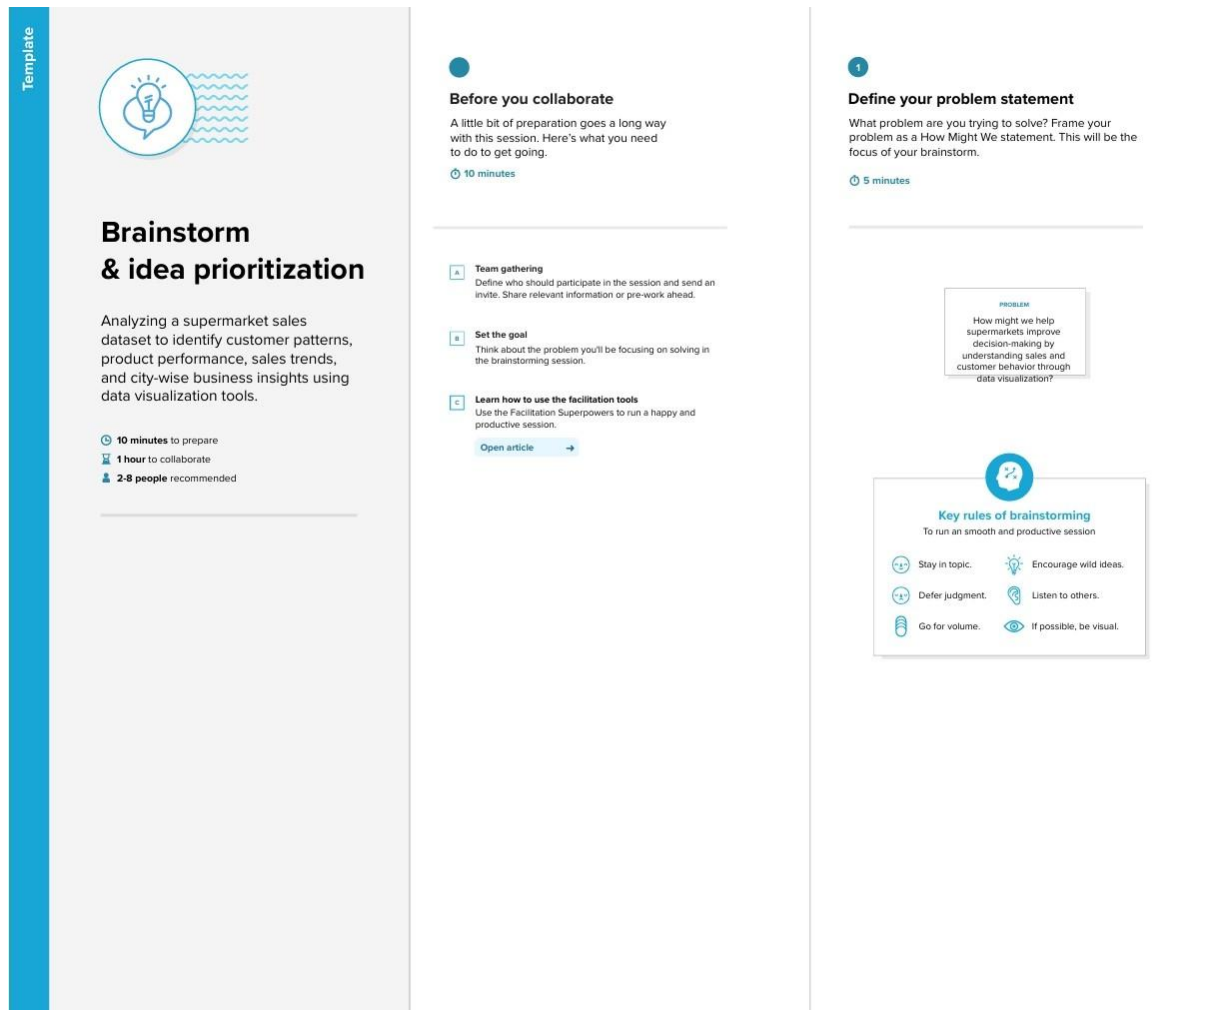 Template
Brainstorm
& idea prioritization
Analyzing a supermarket sales
dataset to identify customer patterns,
product performance, sales trends,
and city-wise business insights using
data visualization tools.
10 minutes to prepare
1 hour to collaborate
2-8 people recommended
Before you collaborate
A little bit of preparation goes a long way
with this session. Here’s what you need
to do to get going.
10 minutes
A
Team gathering
Define who should participate in the session and send an
invite. Share relevant information or pre-work ahead.
B
Set the goal
Think about the problem you'll be focusing on solving in
the brainstorming session.
C
Learn how to use the facilitation tools
Use the Facilitation Superpowers to run a happy and
productive session.
Open article
1
Define your problem statement
What problem are you trying to solve? Frame your
problem as a How Might We statement. This will be the
focus of your brainstorm.
5 minutes
PROBLEM
How might we help
supermarkets improve
decision-making by
understanding sales and
customer behavior through
data visualization?
Key rules of brainstorming
To run an smooth and productive session
Stay in topic.
Encourage wild ideas.
Defer judgment.
Listen to others.
Go for volume.
If possible, be visual.